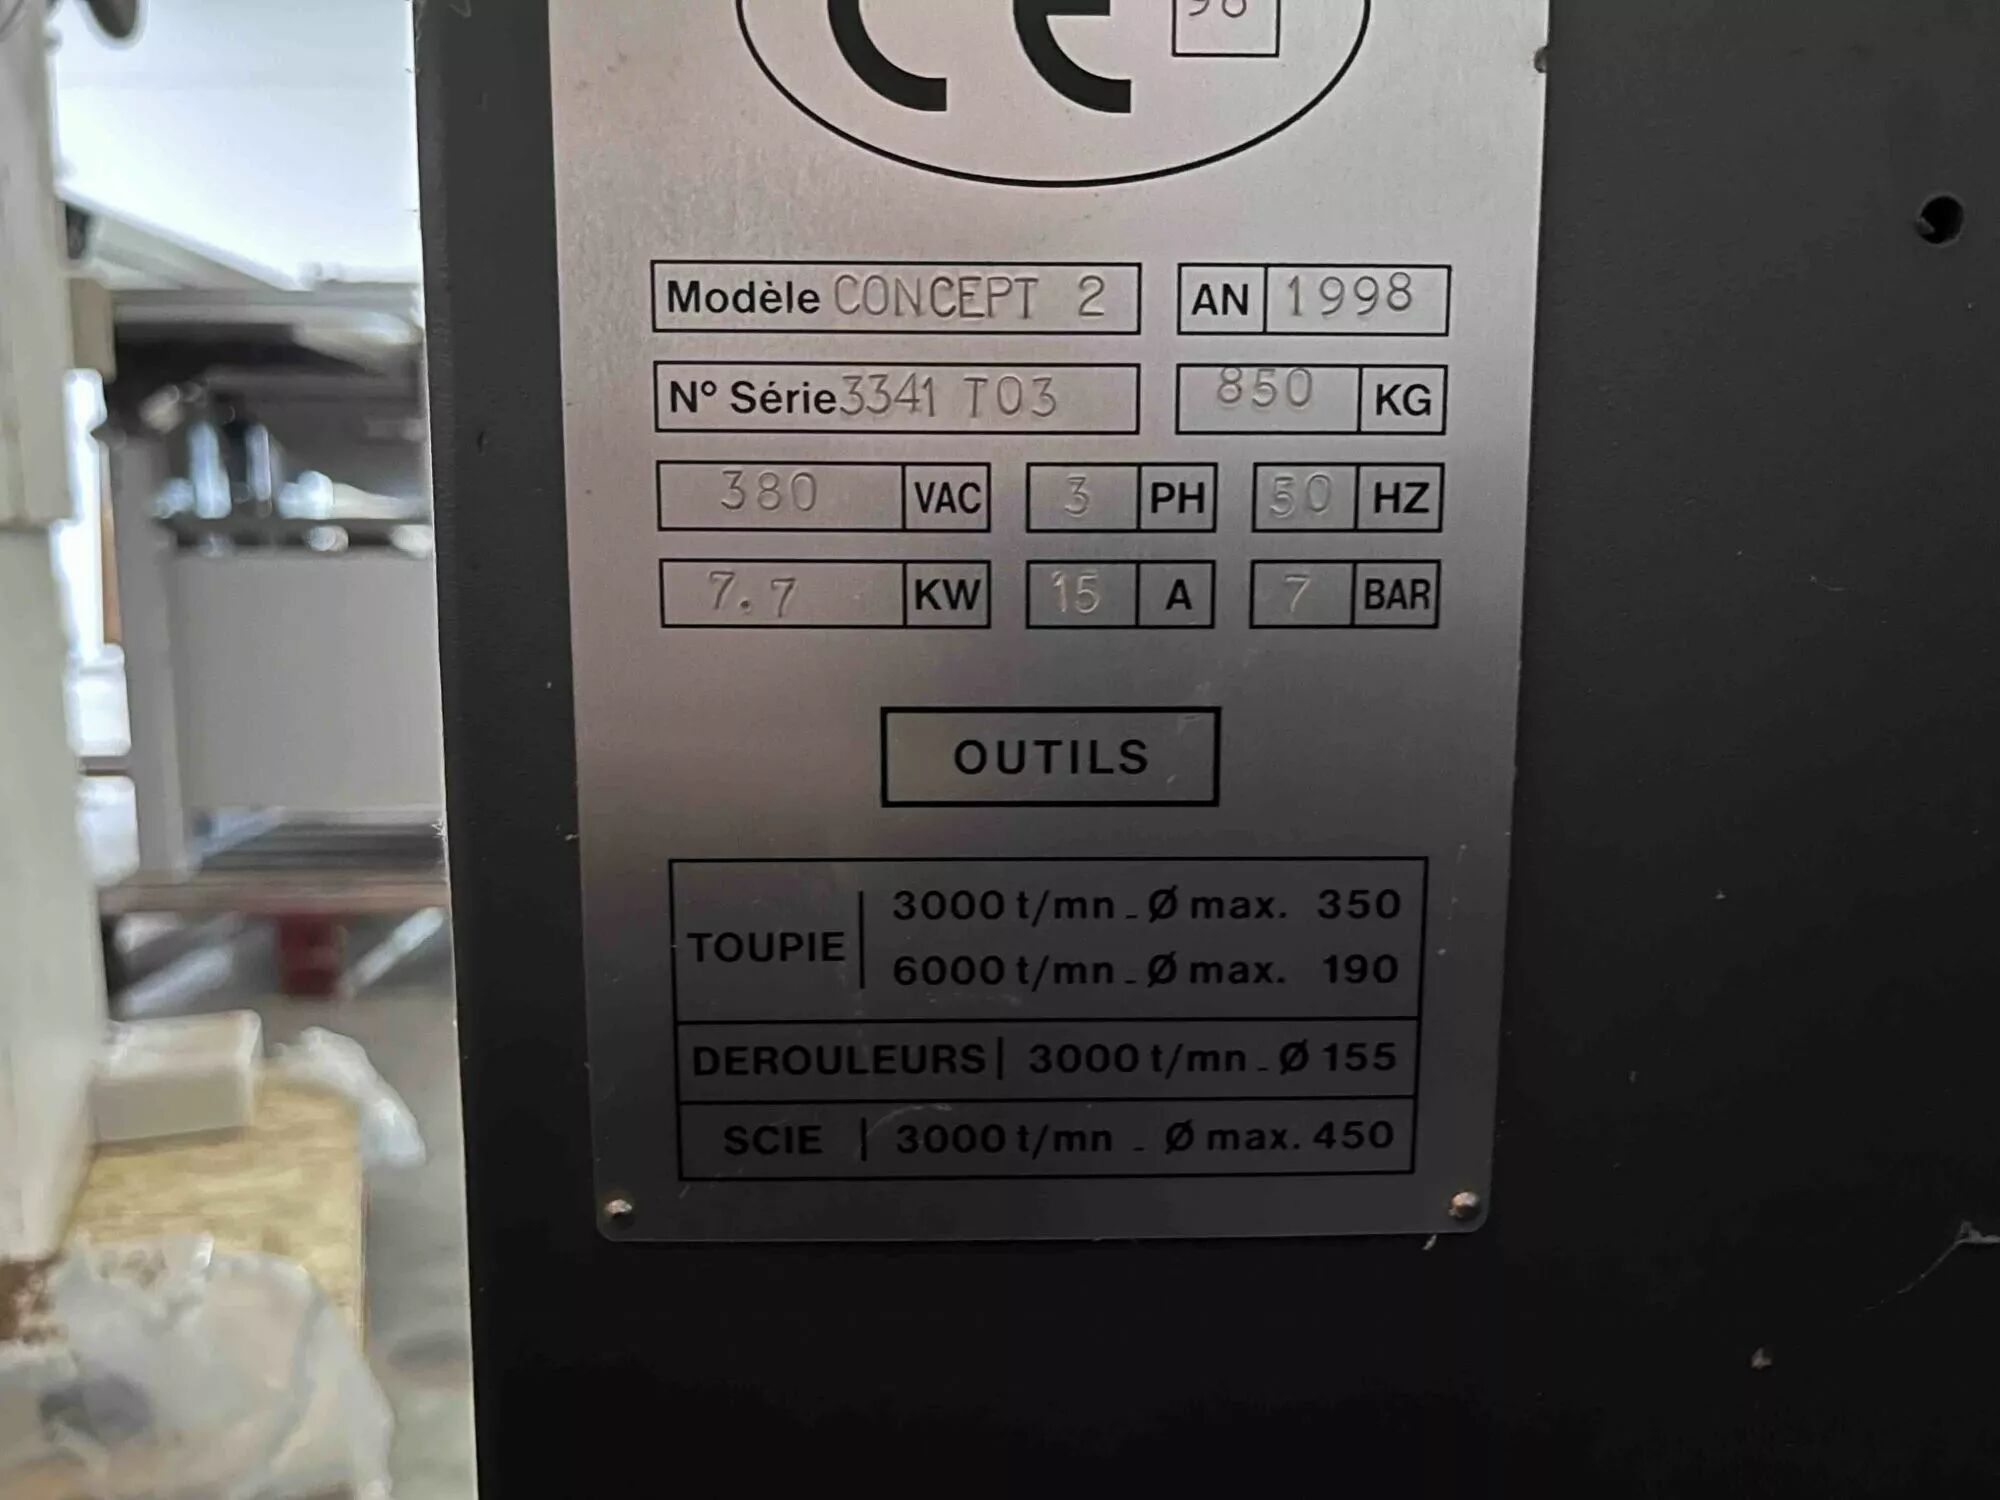 CE 98
Modèle CONCEPT 2 AN 1998
N° Série 3341 T03 850 KG
380 VAC 3 PH 50 HZ
7.7 KW 15 A 7 BAR
OUTILS
TOUPIE
3000 t/mn - Ø max. 350
6000 t/mn - Ø max. 190
DEROULEURS 3000 t/mn - Ø 155
SCIE 3000 t/mn - Ø max. 450